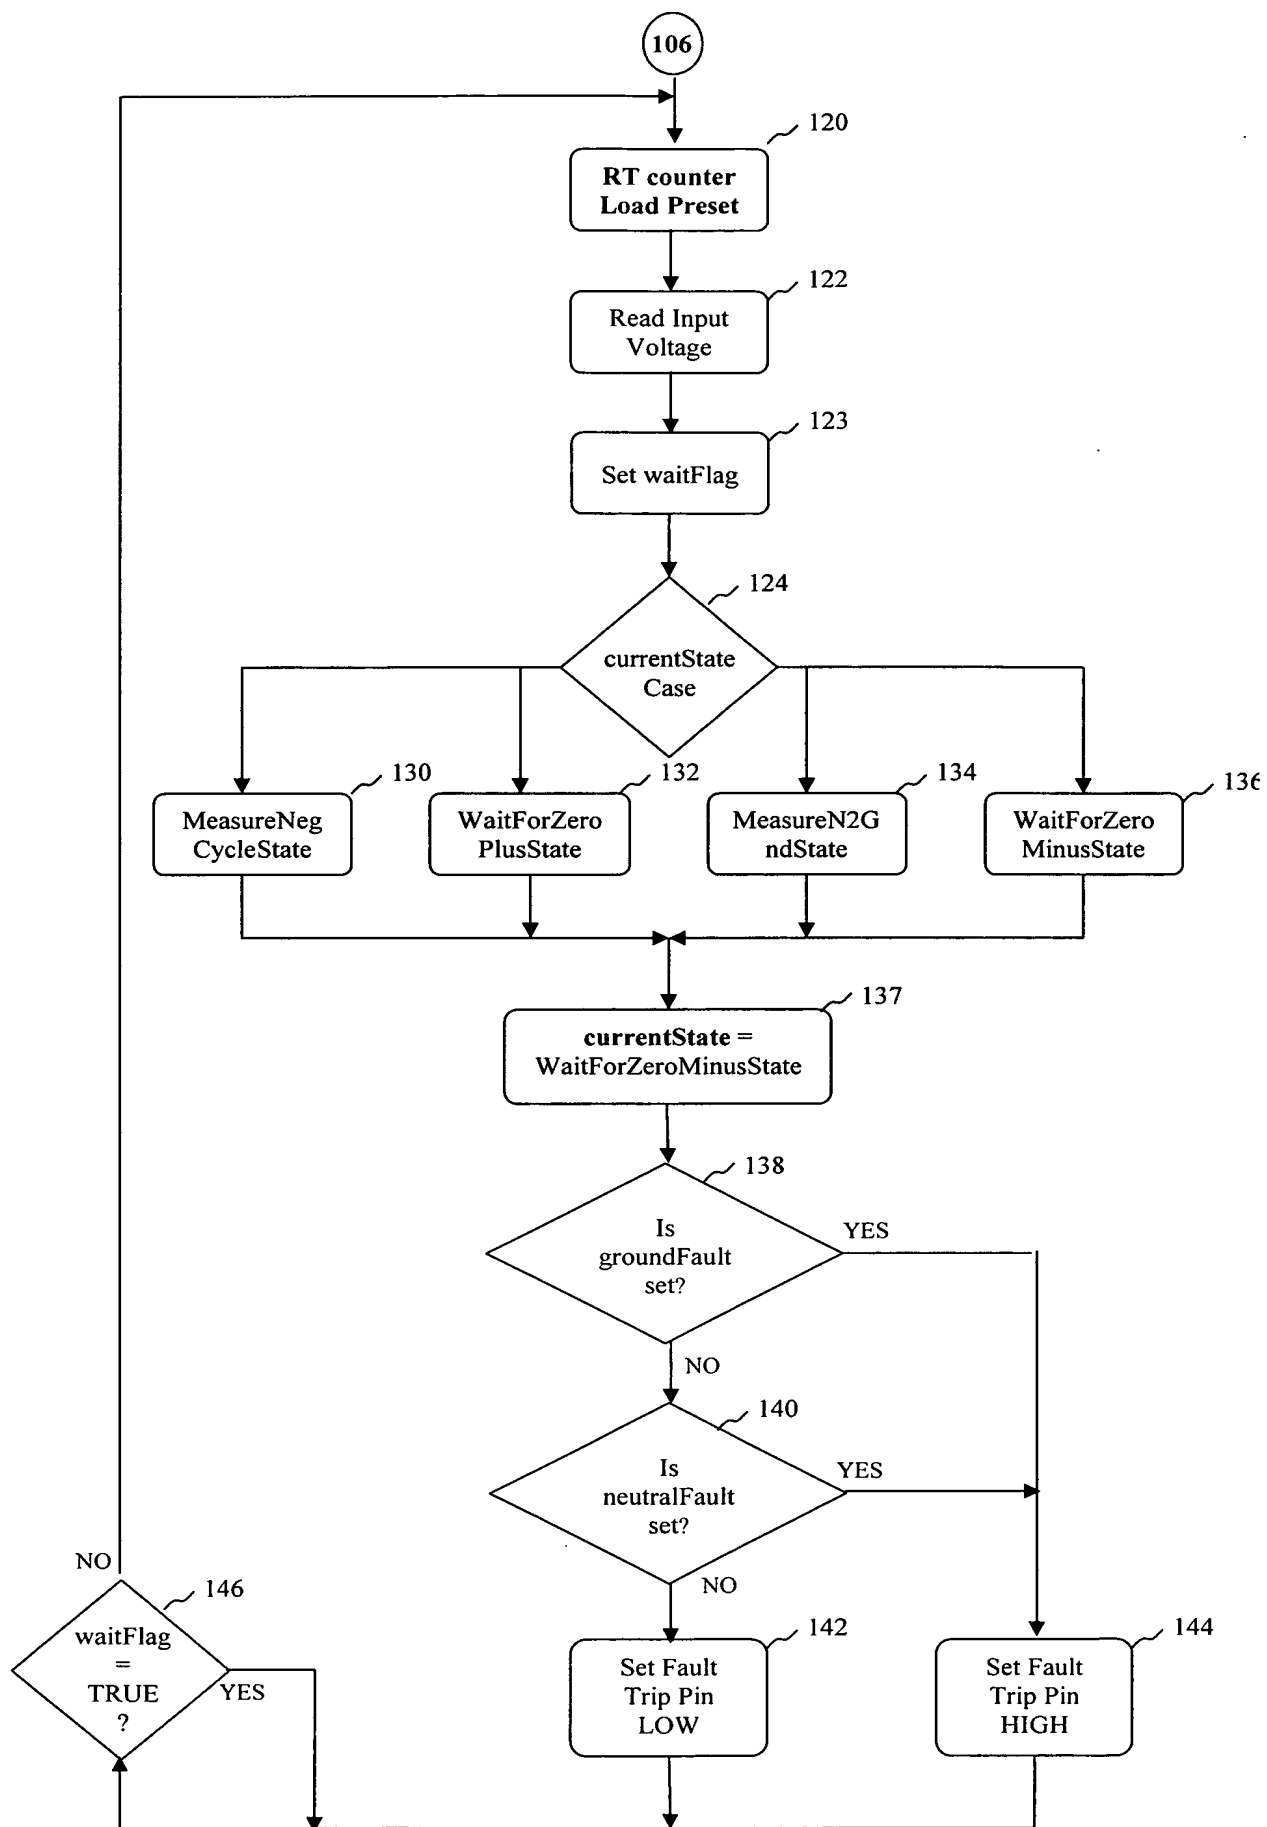 106
120
RT counter
Load Preset
122
Read Input
Voltage
123
Set waitFlag
124
currentState
Case
130
132
134
136
MeasureNeg
CycleState
WaitForZero
PlusState
MeasureN2G
ndState
WaitForZero
MinusState
137
currentState =
WaitForZeroMinusState
138
Is
groundFault
set?
YES
NO
140
Is
neutralFault
set?
YES
NO
NO
146
waitFlag
=
TRUE
?
YES
142
Set Fault
Trip Pin
LOW
144
Set Fault
Trip Pin
HIGH